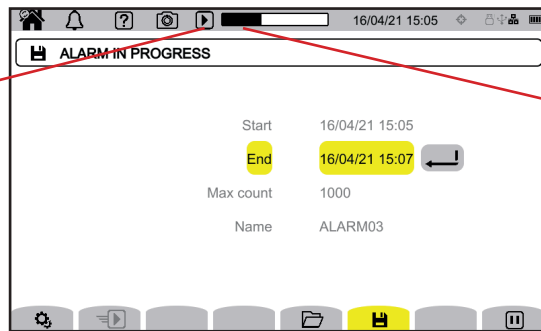 16/04/21 15:05
ALARM IN PROGRESS
Start 16/04/21 15:05
End 16/04/21 15:07
Max count 1000
Name ALARM03